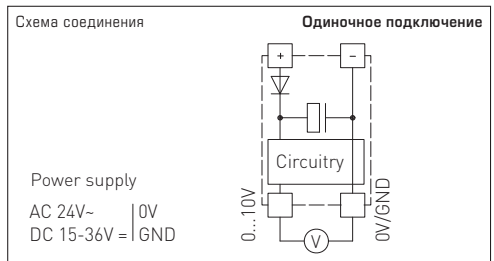 Схема соединения
Одиночное подключение
+ −
Circuitry
Power supply
AC 24V~ 0V
DC 15-36V = GND
0...10V
0V/GND
V